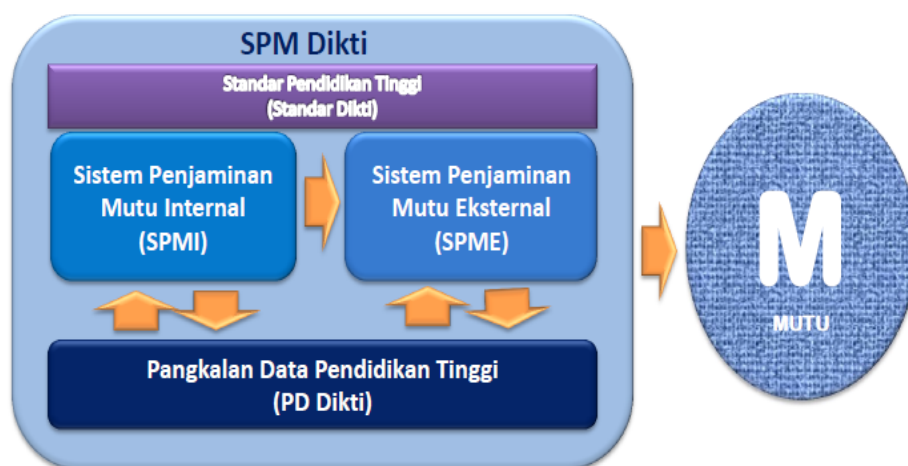 SPM Dikti
Standar Pendidikan Tinggi
(Standar Dikti)
Sistem Penjaminan
Mutu Internal
(SPMI)
Sistem Penjaminan
Mutu Eksternal
(SPME)
Pangkalan Data Pendidikan Tinggi
(PD Dikti)
M
MUTU